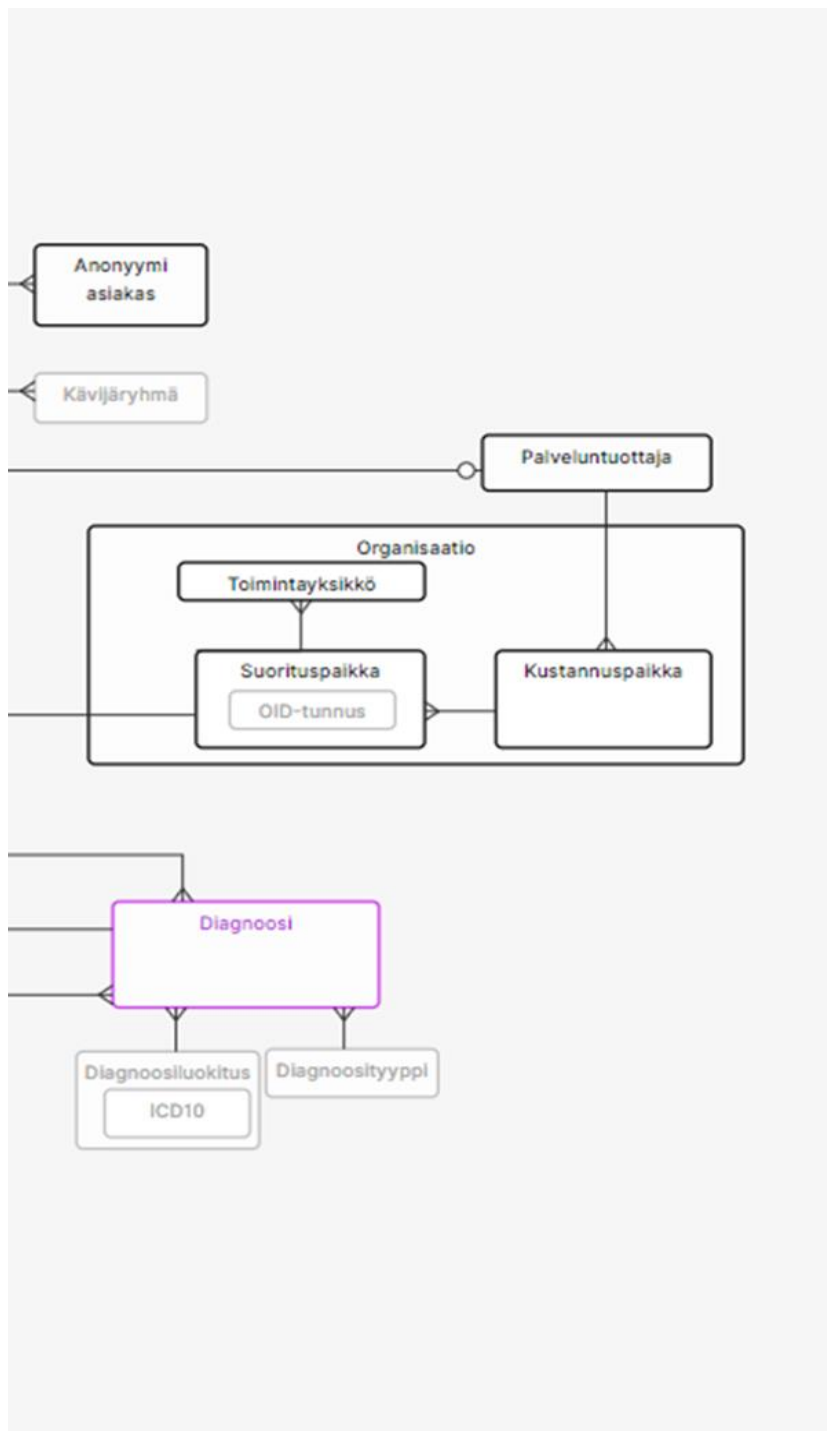 Anonyymi
asiakas
Kävijäryhmä
Palveluntuottaja
Organisaatio
Toimintayksikkö
Suorituspaikka
OID-tunnus
Kustannuspaikka
Diagnoosi
Diagnoosiluokitus
ICD10
Diagnoosityyppi